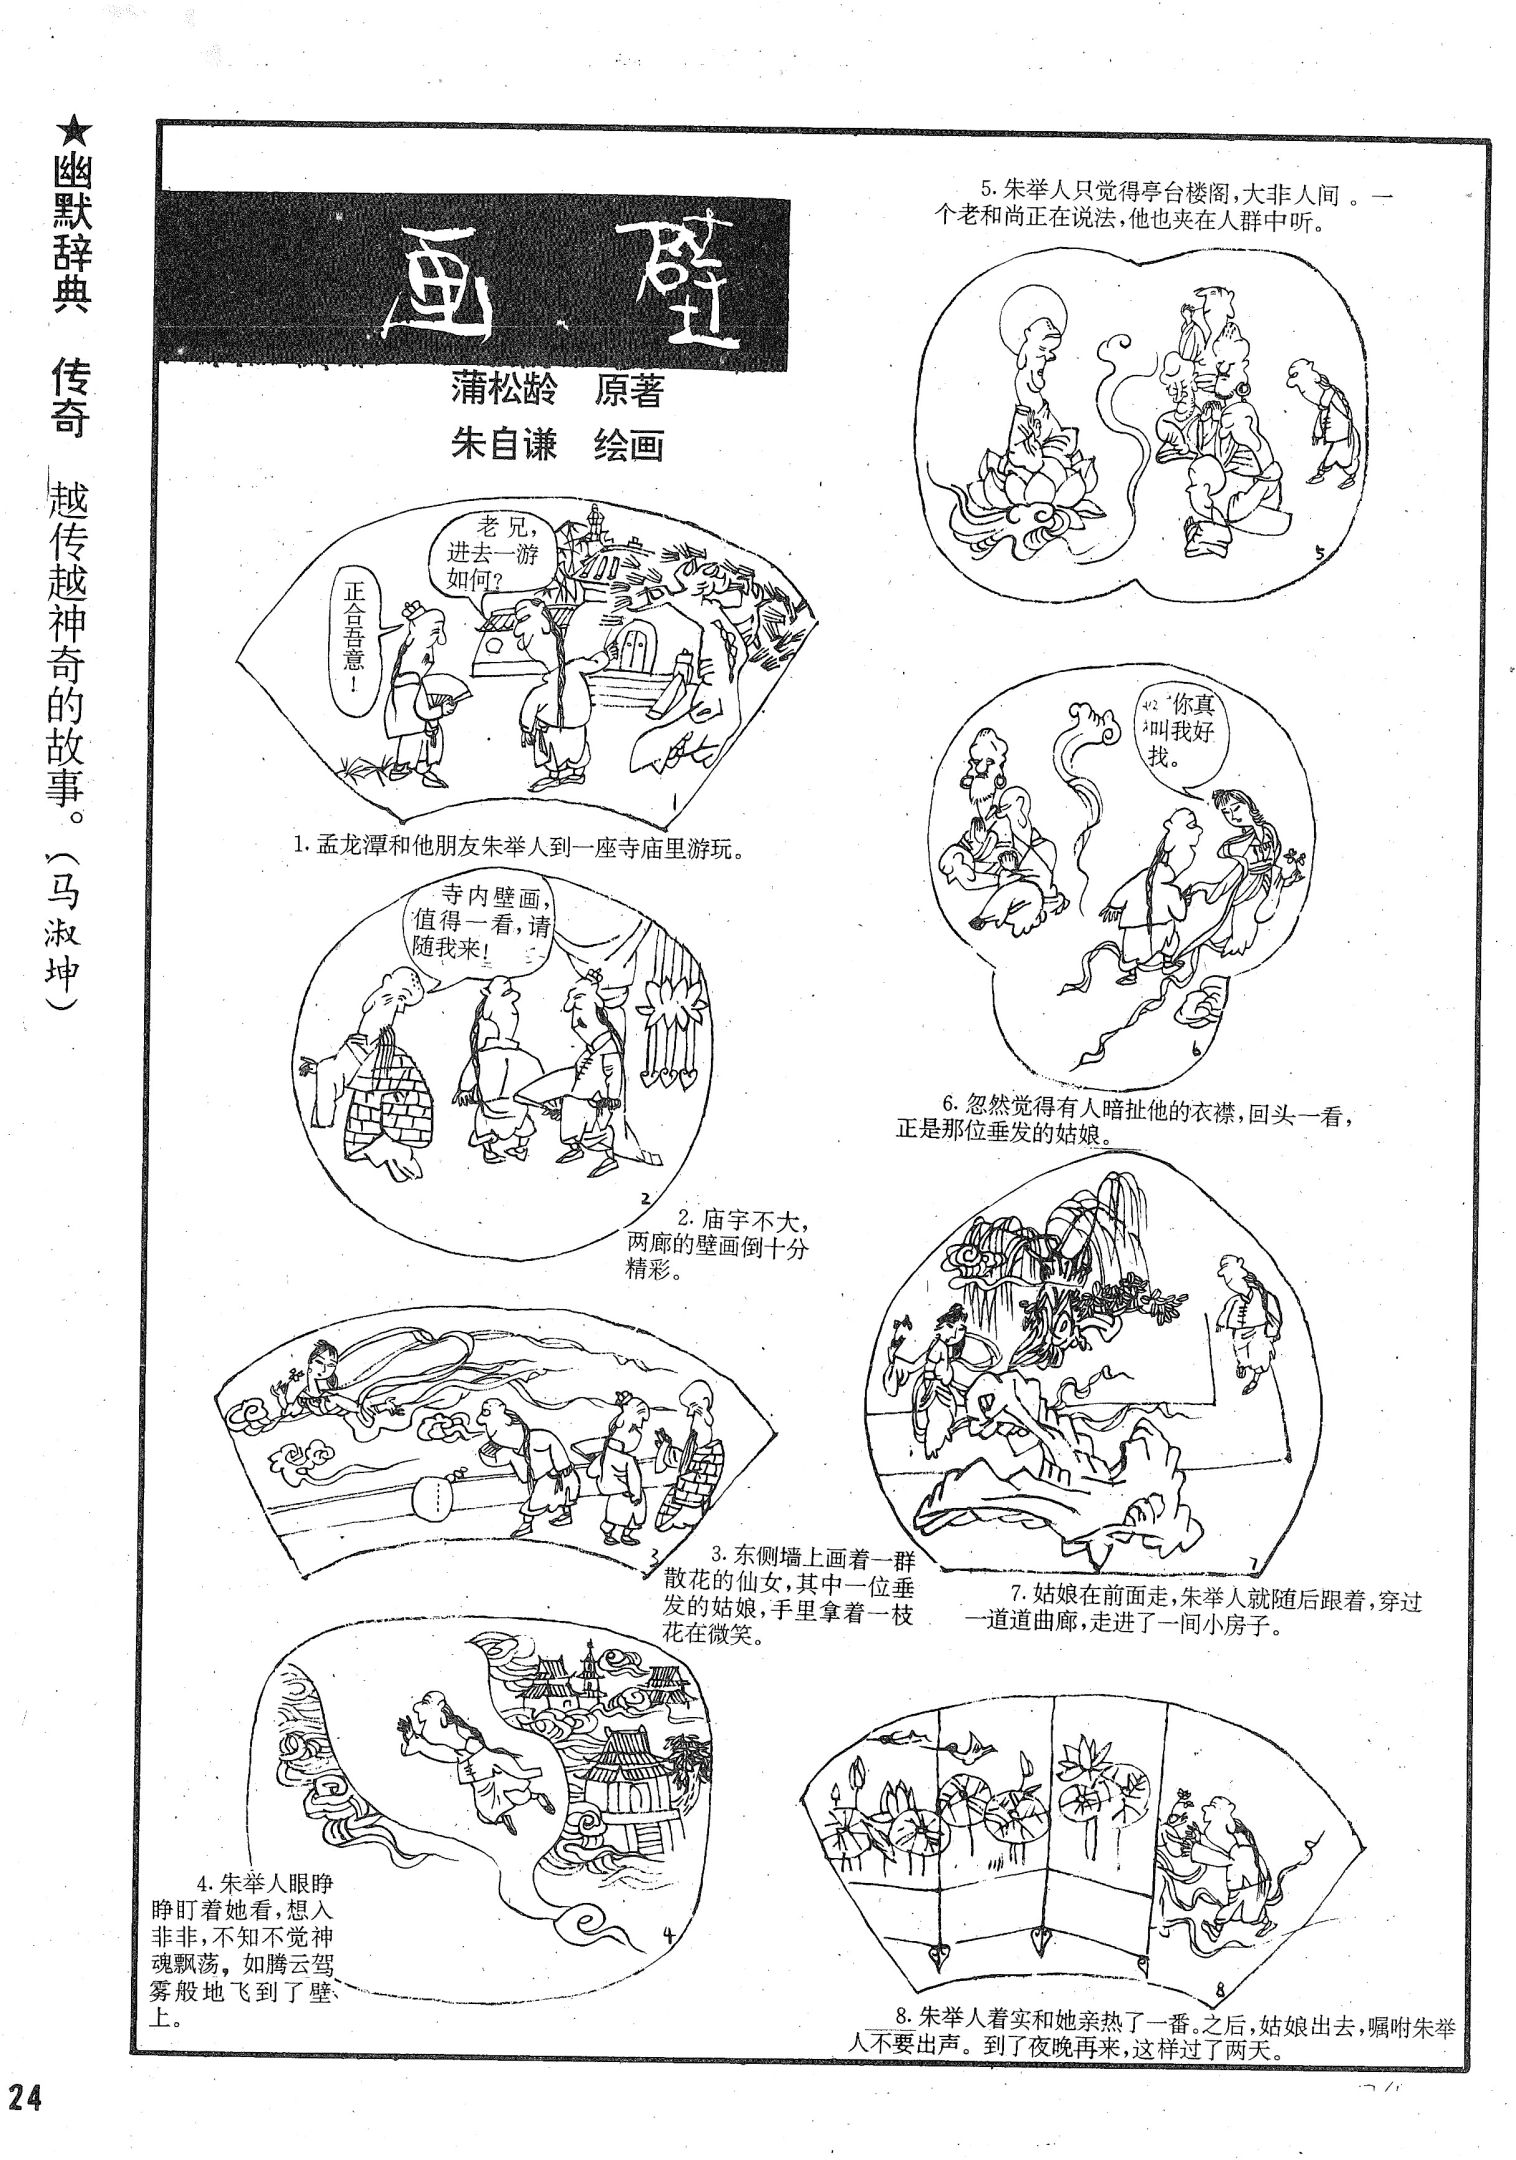 ★幽默辞典 传奇 越传越神奇的故事。(马淑坤)
画壁
蒲松龄 原著
朱自谦 绘画
老兄,
进去一游
如何?
正合吾意!
1
1. 孟龙潭和他朋友朱举人到一座寺庙里游玩。
寺内壁画,
值得一看,请
随我来!
2
2. 庙宇不大,
两廊的壁画倒十分
精彩。
3
3. 东侧墙上画着一群
散花的仙女,其中一位垂
发的姑娘,手里拿着一枝
花在微笑。
4
4. 朱举人眼睁
睁盯着她看,想入
非非,不知不觉神
魂飘荡,如腾云驾
雾般地飞到了壁
上。
5. 朱举人只觉得亭台楼阁,大非人间。一
个老和尚正在说法,他也夹在人群中听。
5
你真
叫我好
找。
6
6. 忽然觉得有人暗扯他的衣襟,回头一看,
正是那位垂发的姑娘。
7
7. 姑娘在前面走,朱举人就随后跟着,穿过
一道道曲廊,走进了一间小房子。
8
8. 朱举人着实和她亲热了一番。之后,姑娘出去,嘱咐朱举
人不要出声。到了夜晚再来,这样过了两天。
24